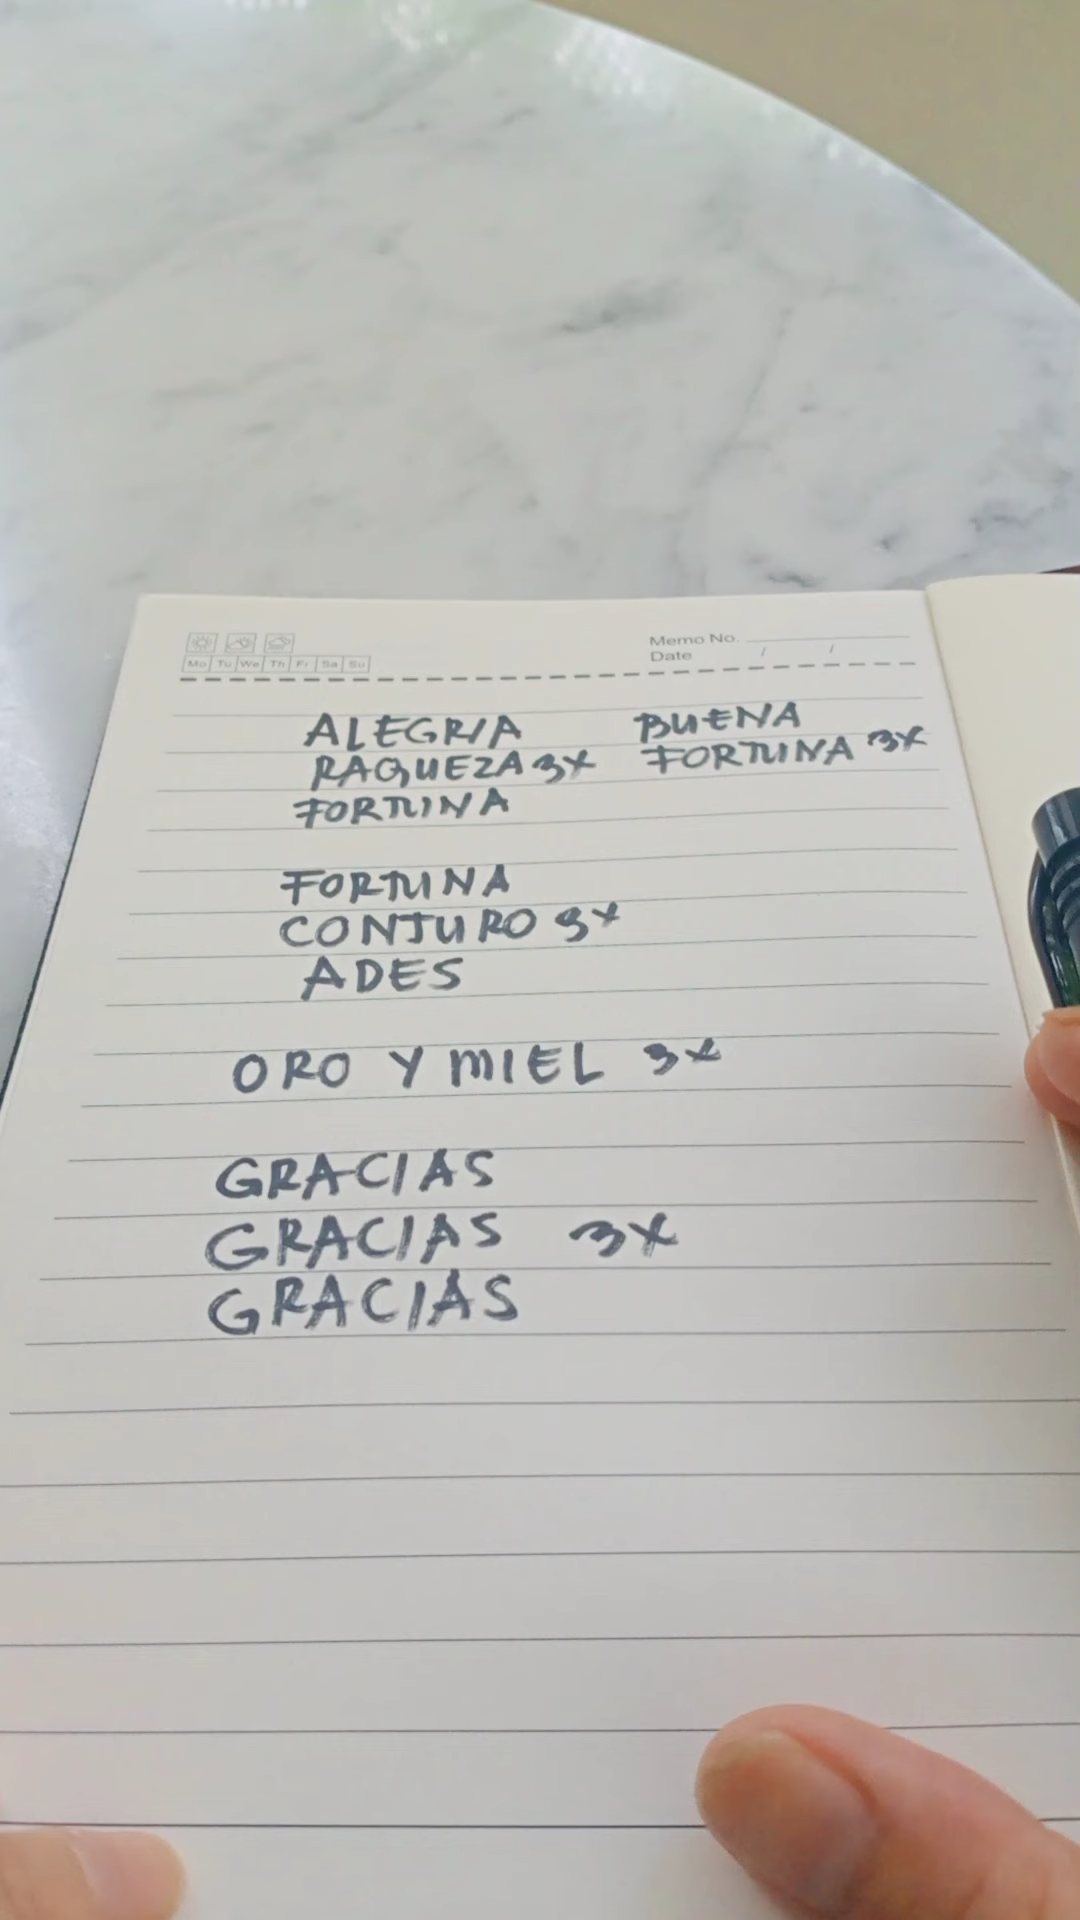 Mo Tu We Th Fr Sa Su
Memo No.
Date / /
ALEGRIA
RAQUEZA 3X
FORTUNA
BUENA
FORTUNA 3X
FORTUNA
CONJURO 3X
ADES
ORO Y MIEL 3X
GRACIAS
GRACIAS 3X
GRACIAS